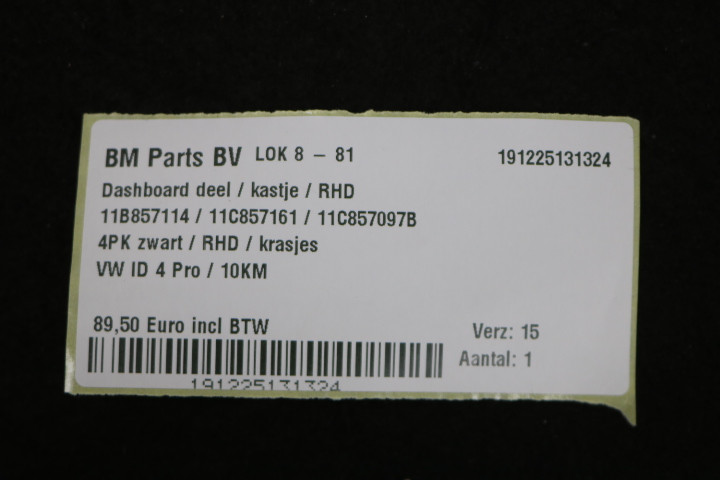 BM Parts BV LOK 8 - 81 191225131324
Dashboard deel / kastje / RHD
11B857114 / 11C857161 / 11C857097B
4PK zwart / RHD / krasjes
VW ID 4 Pro / 10KM
89,50 Euro incl BTW Verz: 15
Aantal: 1
191225131324